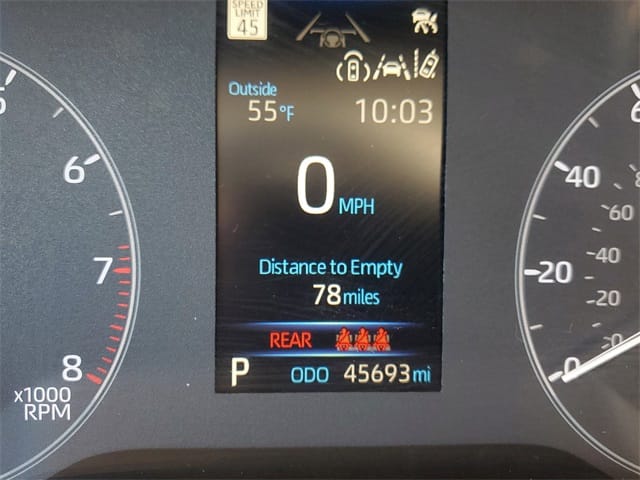 SPEED
LIMIT
45
Outside
55°F 10:03
0 MPH
Distance to Empty
78 miles
REAR
P ODO 45693 mi
6
7
8
x1000
RPM
40
20
0
60
40
20
0